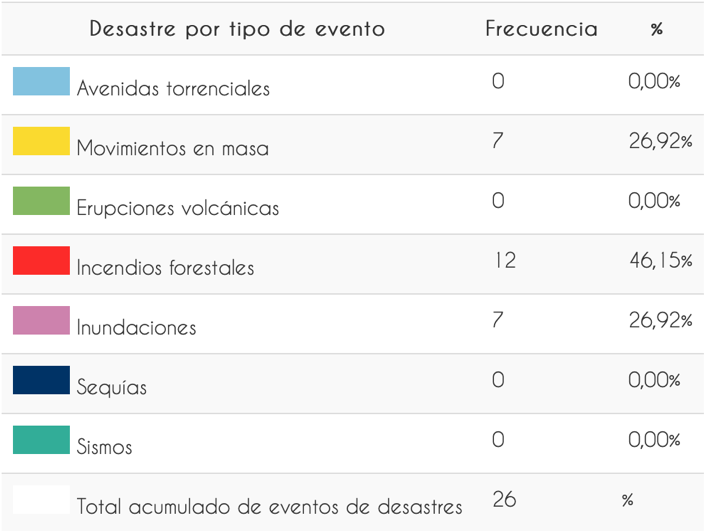 Desastre por tipo de evento Frecuencia %
Avenidas torrenciales 0 0,00%
Movimientos en masa 7 26,92%
Erupciones volcánicas 0 0,00%
Incendios forestales 12 46,15%
Inundaciones 7 26,92%
Sequías 0 0,00%
Sismos 0 0,00%
Total acumulado de eventos de desastres 26 %